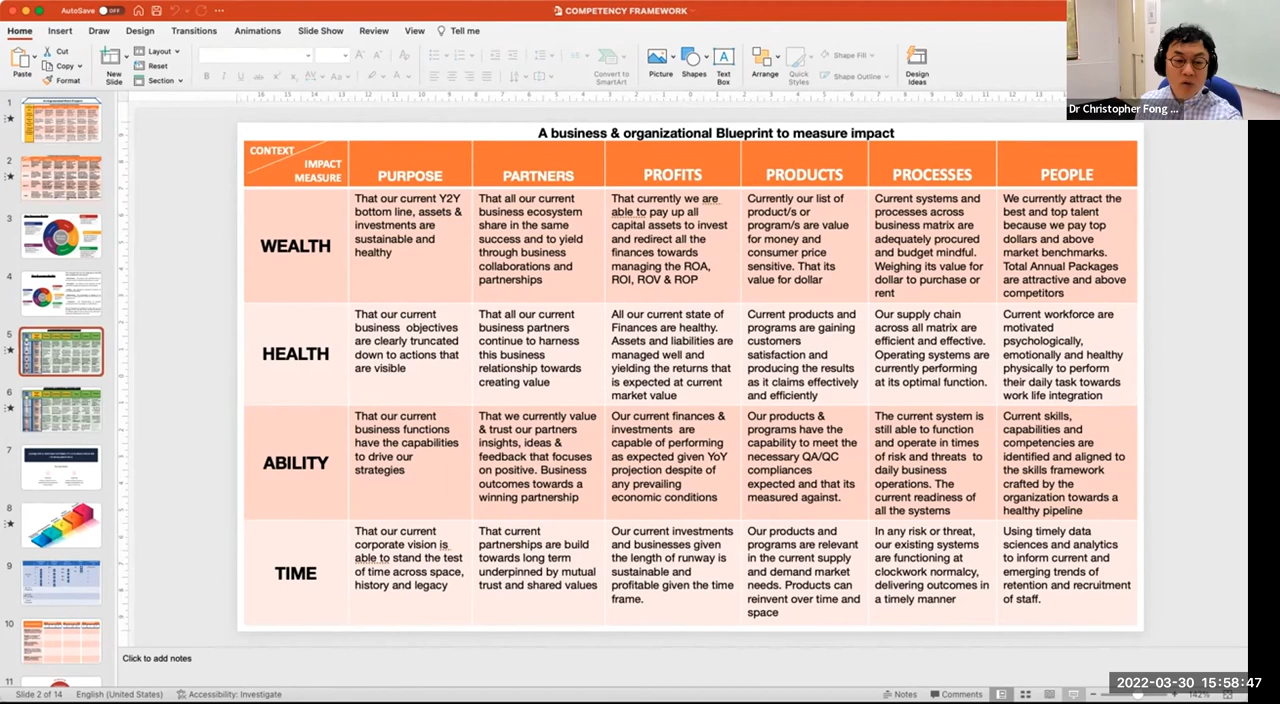 AutoSave OFF
COMPETENCY FRAMEWORK
Home Insert Draw Design Transitions Animations Slide Show Review View Tell me
Paste
Cut
Copy
Format
New
Slide
Layout
Reset
Section
Convert to
SmartArt
Picture
Shapes
Text
Box
Arrange
Quick
Styles
Shape Fill
Shape Outline
Design
Ideas
Dr Christopher Fong ...
A business & organizational Blueprint to measure impact
CONTEXT
IMPACT
MEASURE
PURPOSE
PARTNERS
PROFITS
PRODUCTS
PROCESSES
PEOPLE
WEALTH
That our current Y2Y
bottom line, assets &
investments are
sustainable and
healthy
That all our current
business ecosystem
share in the same
success and to yield
through business
collaborations and
partnerships
That currently we are
able to pay up all
capital assets to invest
and redirect all the
finances towards
managing the ROA,
ROI, ROV & ROP
Currently our list of
product/s or
program/s are value
for money and
consumer price
sensitive. That its
value for dollar
Current systems and
processes across
business matrix are
adequately procured
and budget mindful.
Weighing its value for
dollar to purchase or
rent
We currently attract the
best and top talent
because we pay top
dollars and above
market benchmarks.
Total Annual Packages
are attractive and above
competitors
HEALTH
That our current
business objectives
are clearly truncated
down to actions that
are visible
That all our current
business partners
continue to harness
this business
relationship towards
creating value
All our current state of
Finances are healthy.
Assets and liabilities are
managed well and
yielding the returns that
is expected at current
market value
Current products and
programs are gaining
customers
satisfaction and
producing the results
as it claims effectively
and efficiently
Our supply chain
across all matrix are
efficient and effective.
Operating systems are
currently performing
at its optimal function.
Current workforce are
motivated
psychologically,
emotionally and healthy
physically to perform
their daily task towards
work life integration
ABILITY
That our current
business functions
have the capabilities
to drive our
strategies
That we currently value
& trust our partners
insights, ideas &
feedback that focuses
on positive. Business
outcomes towards a
winning partnership
Our current finances &
investments are
capable of performing
as expected given YoY
projection despite of
any prevailing
economic conditions
Our products &
programs have the
capability to meet the
necessary QA/QC
compliances
expected and that its
measured against.
The current system is
still able to function
and operate in times
of risk and threats to
daily business
operations. The
current readiness of
all the systems
Current skills,
capabilities and
competencies are
identified and aligned to
the skills framework
crafted by the
organization towards a
healthy pipeline
TIME
That our current
corporate vision is
able to stand the test
of time across space,
history and legacy
That current
partnerships are build
towards long term
underpinned by mutual
trust and shared values
Our current investments
and businesses given
the length of runway is
sustainable and
profitable given the time
frame.
Our products and
programs are relevant
in the current supply
and demand market
needs. Products can
reinvent over time and
space
In any risk or threat,
our existing systems
are functioning at
clockwork normalcy,
delivering outcomes in
a timely manner
Using timely data
sciences and analytics
to inform current and
emerging trends of
retention and recruitment
of staff.
1
2
3
4
5
6
7
8
9
10
11
Click to add notes
Slide 2 of 14 English (United States) Accessibility: Investigate
Notes Comments
142%
2022-03-30 15:58:47